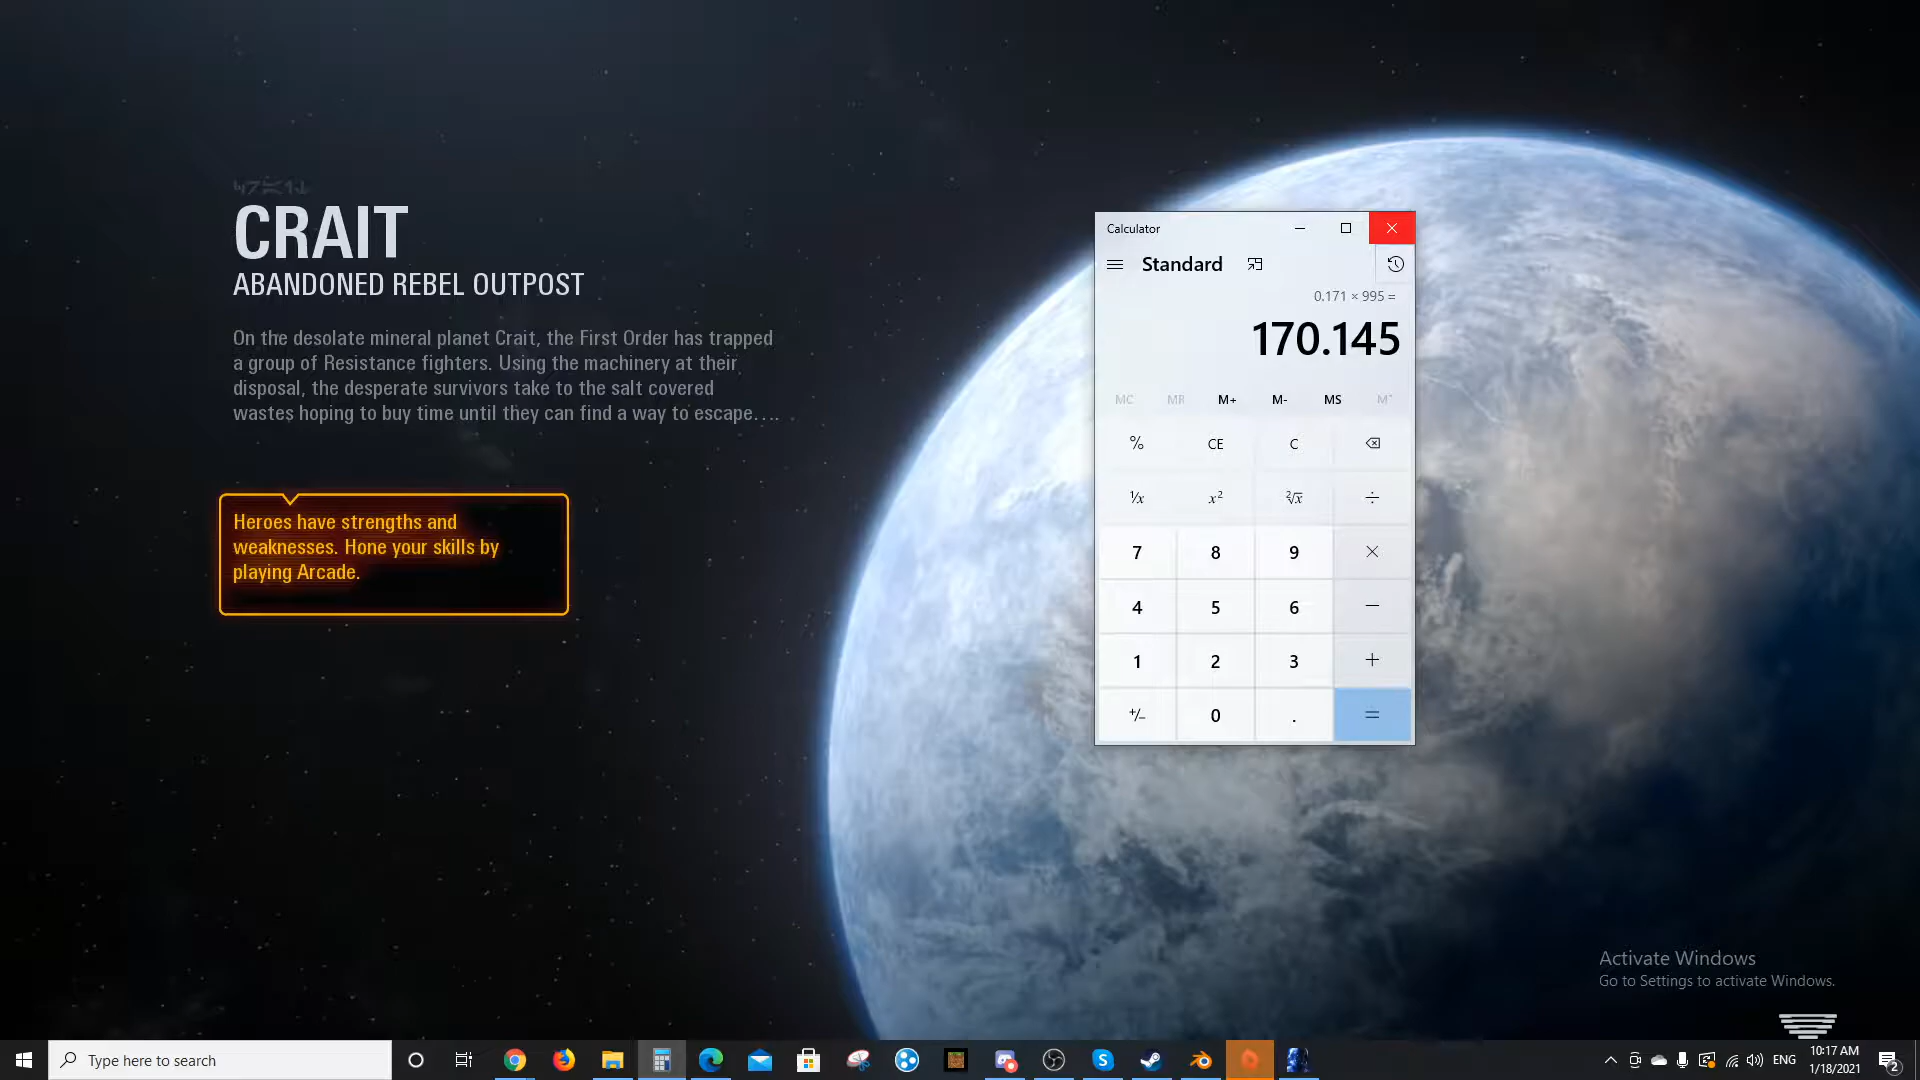 CRAIT
ABANDONED REBEL OUTPOST
On the desolate mineral planet Crait, the First Order has trapped
a group of Resistance fighters. Using the machinery at their
disposal, the desperate survivors take to the salt covered
wastes hoping to buy time until they can find a way to escape....
Heroes have strengths and
weaknesses. Hone your skills by
playing Arcade.
Calculator
Standard
0.171 × 995 =
170.145
MC MR M+ M- MS M˅
% CE C
¹/x x² ²√x ÷
7 8 9 ×
4 5 6 −
1 2 3 +
+/− 0 . =
Activate Windows
Go to Settings to activate Windows.
Type here to search
ENG
10:17 AM
1/18/2021
2